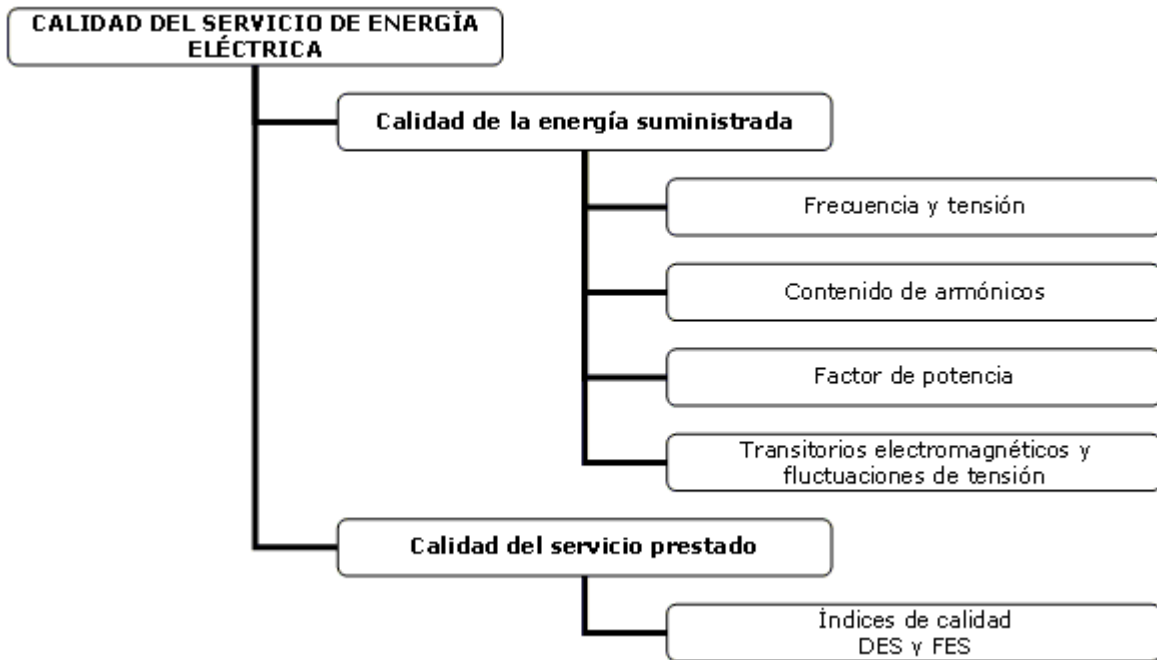 CALIDAD DEL SERVICIO DE ENERGÍA
ELÉCTRICA
Calidad de la energía suministrada
Frecuencia y tensión
Contenido de armónicos
Factor de potencia
Transitorios electromagnéticos y
fluctuaciones de tensión
Calidad del servicio prestado
Índices de calidad
DES y FES